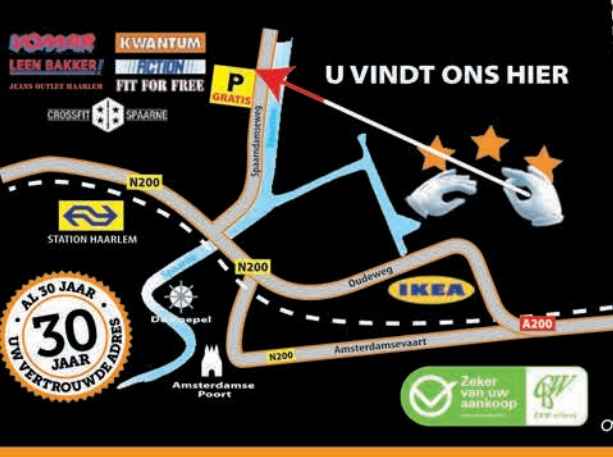 VOMAR
KWANTUM
LEEN BAKKER!
ACTION
JEANS OUTLET HAARLEM
FIT FOR FREE
CROSSFIT
SPAARNE
P
GRATIS
U VINDT ONS HIER
Spaarndamseweg
Spaarne
N200
STATION HAARLEM
Spaarne
N200
Oudeweg
IKEA
AL 30 JAAR
30
JAAR
UW VERTROUWDE ADRES
A200
Amsterdamsevaart
N200
Amsterdamse
Poort
Zeker
van uw
aankoop